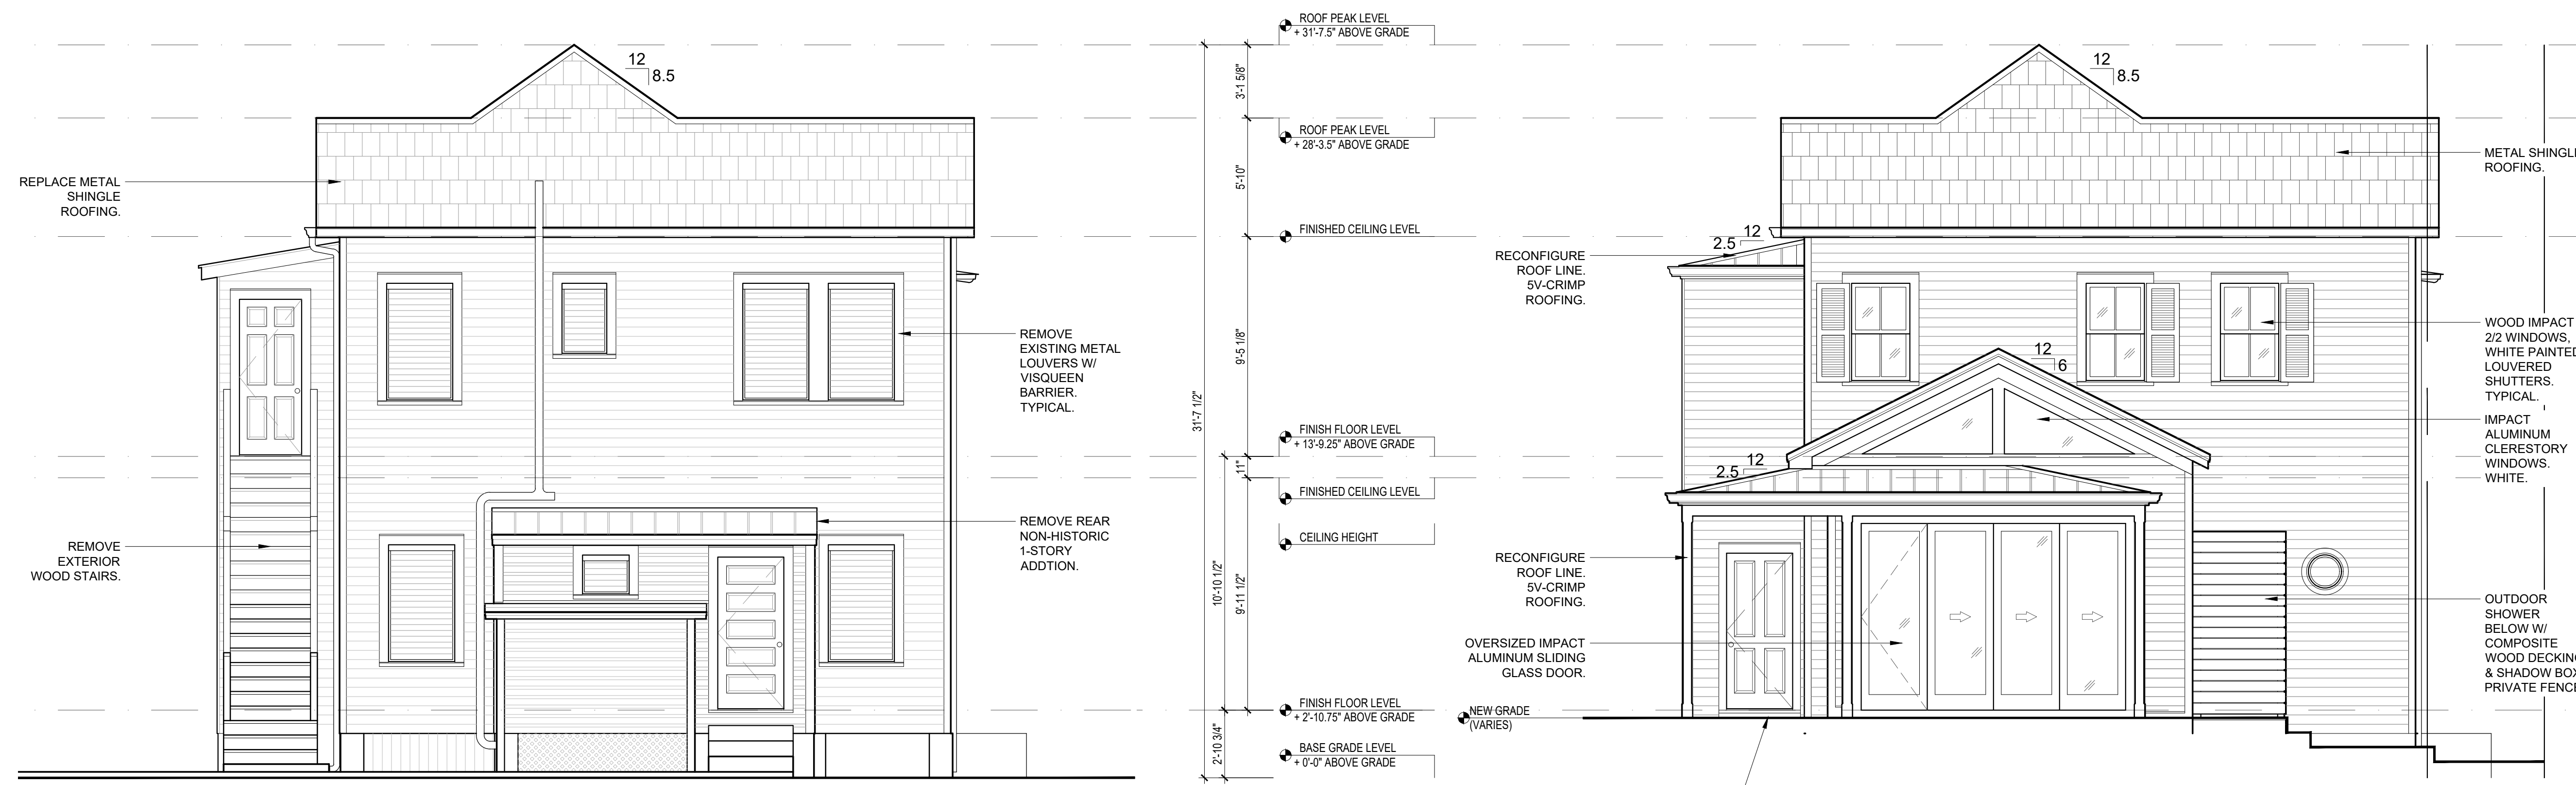 12
8.5
REPLACE METAL
SHINGLE
ROOFING.
REMOVE
EXISTING METAL
LOUVERS W/
VISQUEEN
BARRIER.
TYPICAL.
REMOVE REAR
NON-HISTORIC
1-STORY
ADDTION.
REMOVE
EXTERIOR
WOOD STAIRS.
31'-7 1/2"
3'-1 5/8"
5'-10"
9'-5 1/8"
11"
9'-11 1/2"
10'-10 1/2"
2'-10 3/4"
ROOF PEAK LEVEL
+ 31'-7.5" ABOVE GRADE
ROOF PEAK LEVEL
+ 28'-3.5" ABOVE GRADE
FINISHED CEILING LEVEL
FINISH FLOOR LEVEL
+ 13'-9.25" ABOVE GRADE
FINISHED CEILING LEVEL
CEILING HEIGHT
FINISH FLOOR LEVEL
+ 2'-10.75" ABOVE GRADE
BASE GRADE LEVEL
+ 0'-0" ABOVE GRADE
NEW GRADE
(VARIES)
12
8.5
12
2.5
RECONFIGURE
ROOF LINE.
5V-CRIMP
ROOFING.
12
6
12
2.5
RECONFIGURE
ROOF LINE.
5V-CRIMP
ROOFING.
OVERSIZED IMPACT
ALUMINUM SLIDING
GLASS DOOR.
METAL SHINGLE
ROOFING.
WOOD IMPACT
2/2 WINDOWS,
WHITE PAINTED
LOUVERED
SHUTTERS.
TYPICAL.
IMPACT
ALUMINUM
CLERESTORY
WINDOWS.
WHITE.
OUTDOOR
SHOWER
BELOW W/
COMPOSITE
WOOD DECKING
& SHADOW BOX
PRIVATE FENCE